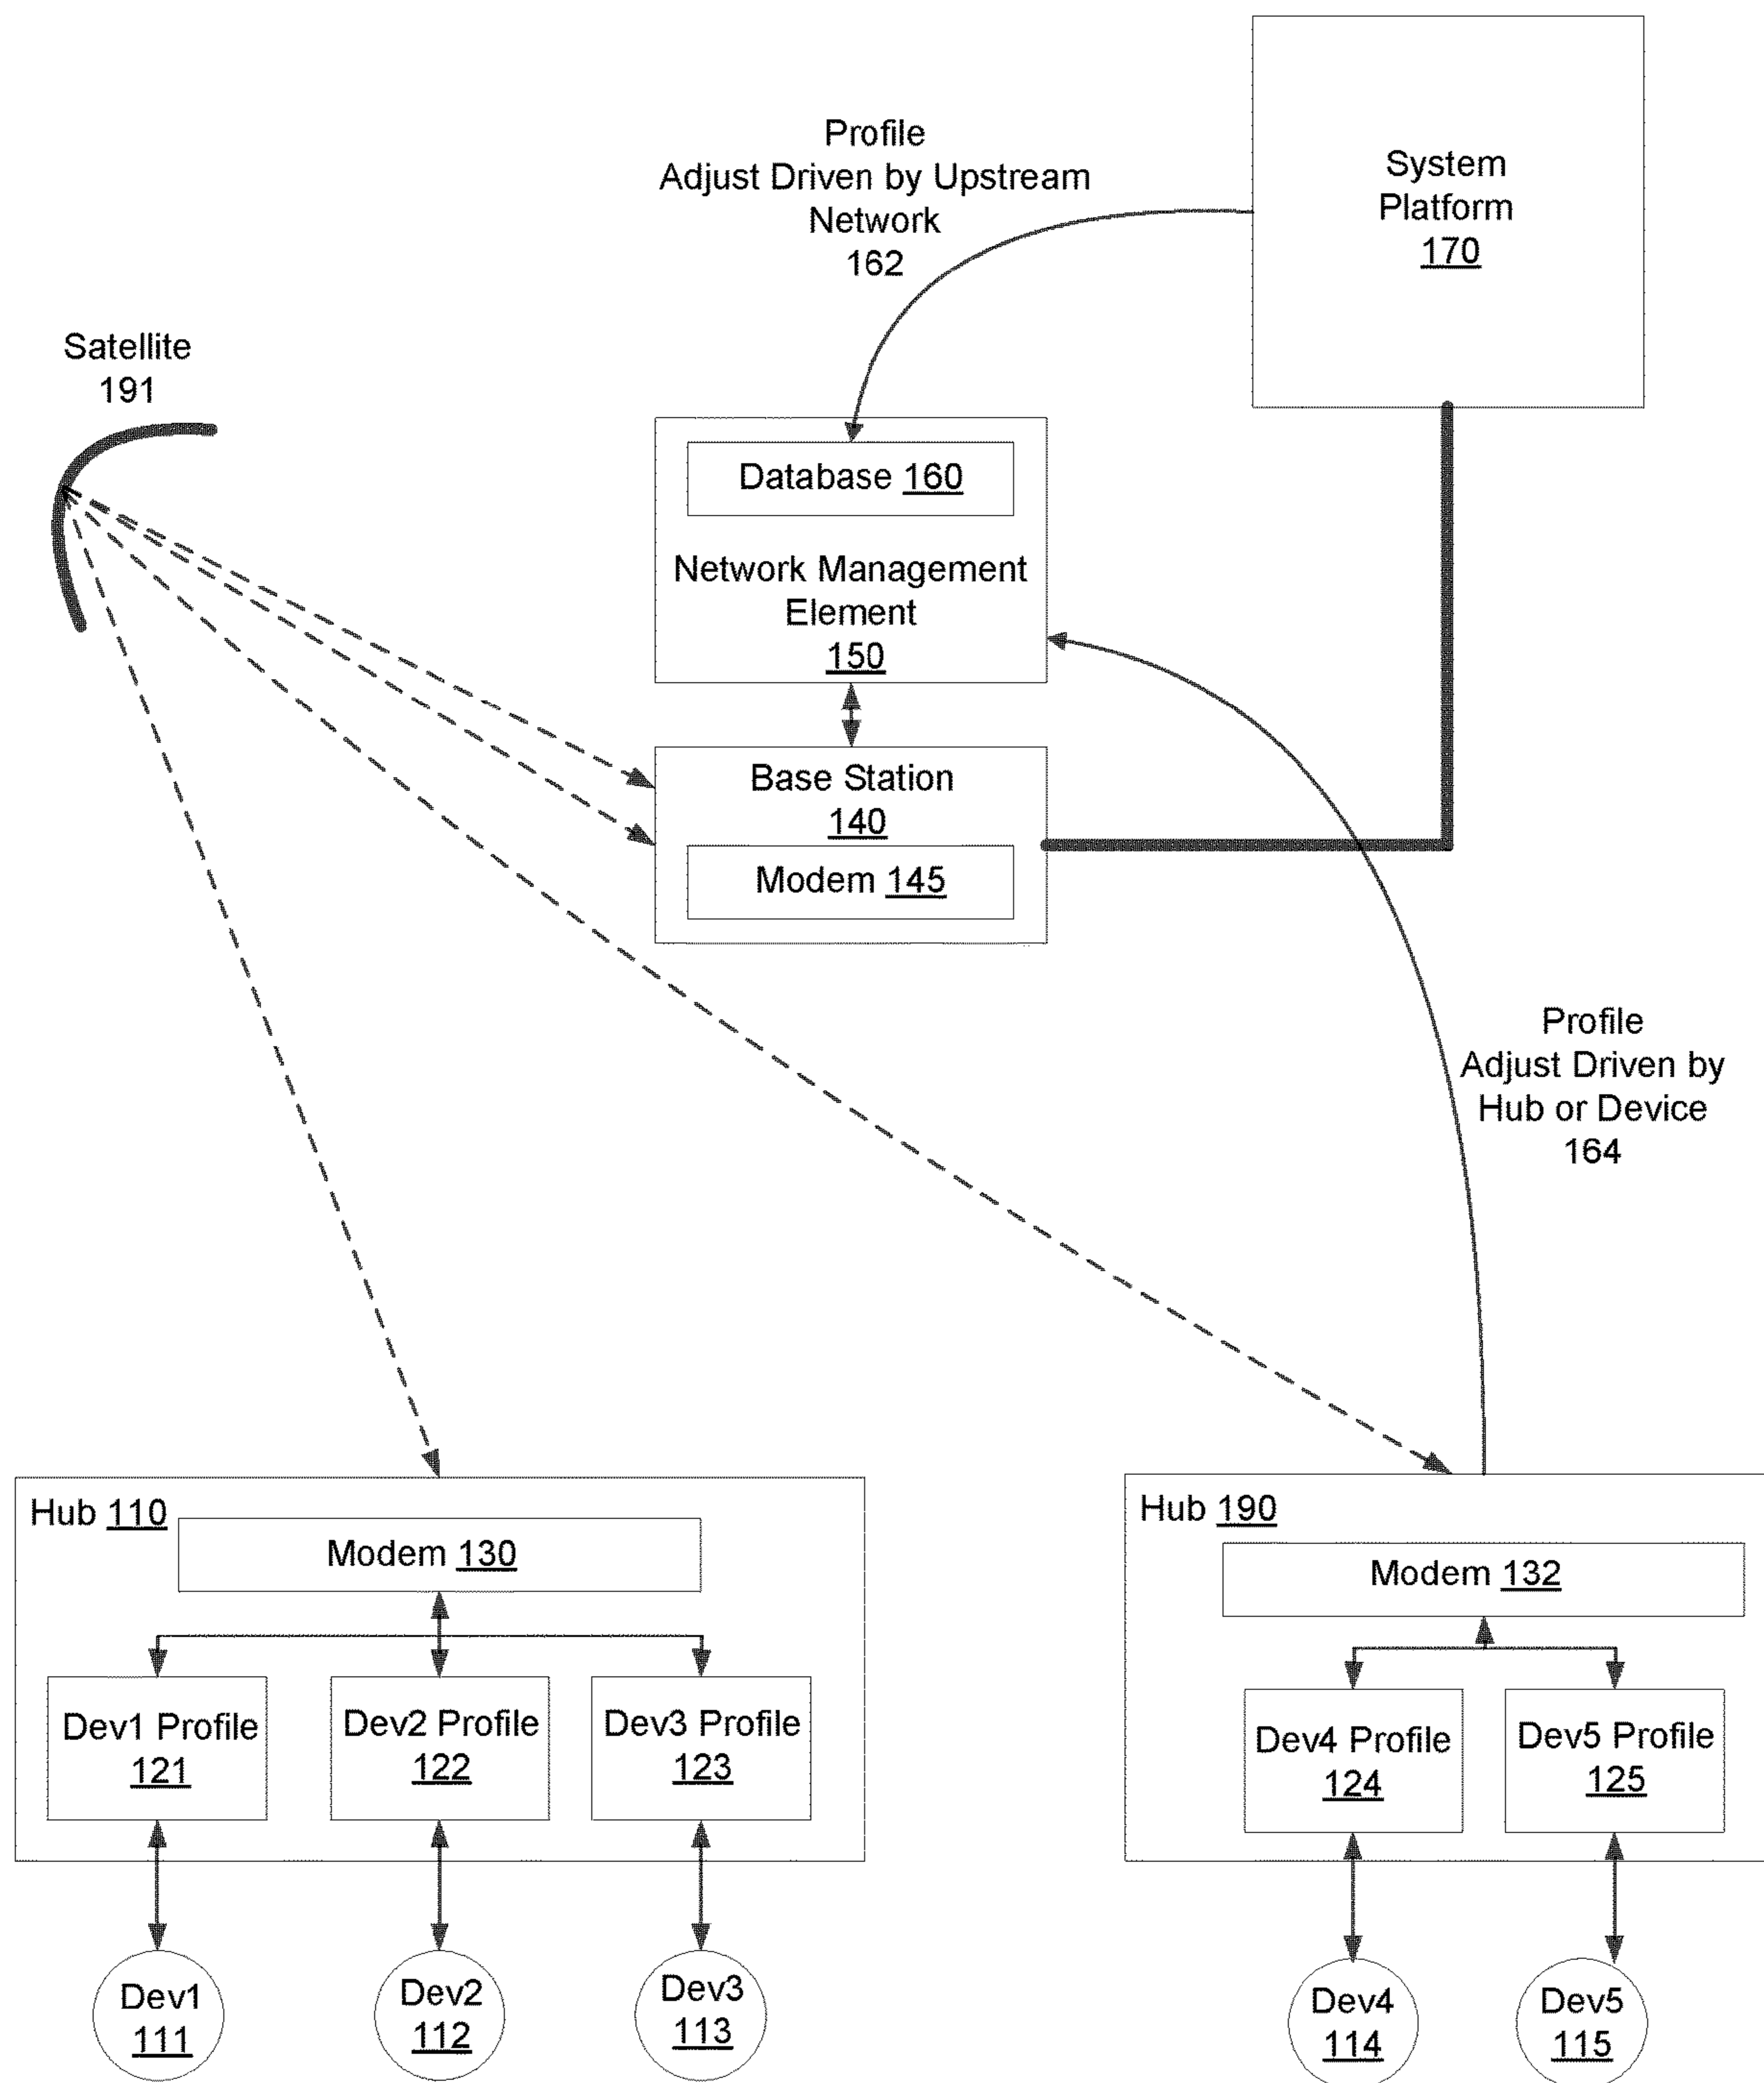 System
Platform
170
Profile
Adjust Driven by Upstream
Network
162
Satellite
191
Database 160
Network Management
Element
150
Base Station
140
Modem 145
Profile
Adjust Driven by
Hub or Device
164
Hub 110
Modem 130
Dev1 Profile
121
Dev2 Profile
122
Dev3 Profile
123
Hub 190
Modem 132
Dev4 Profile
124
Dev5 Profile
125
Dev1
111
Dev2
112
Dev3
113
Dev4
114
Dev5
115